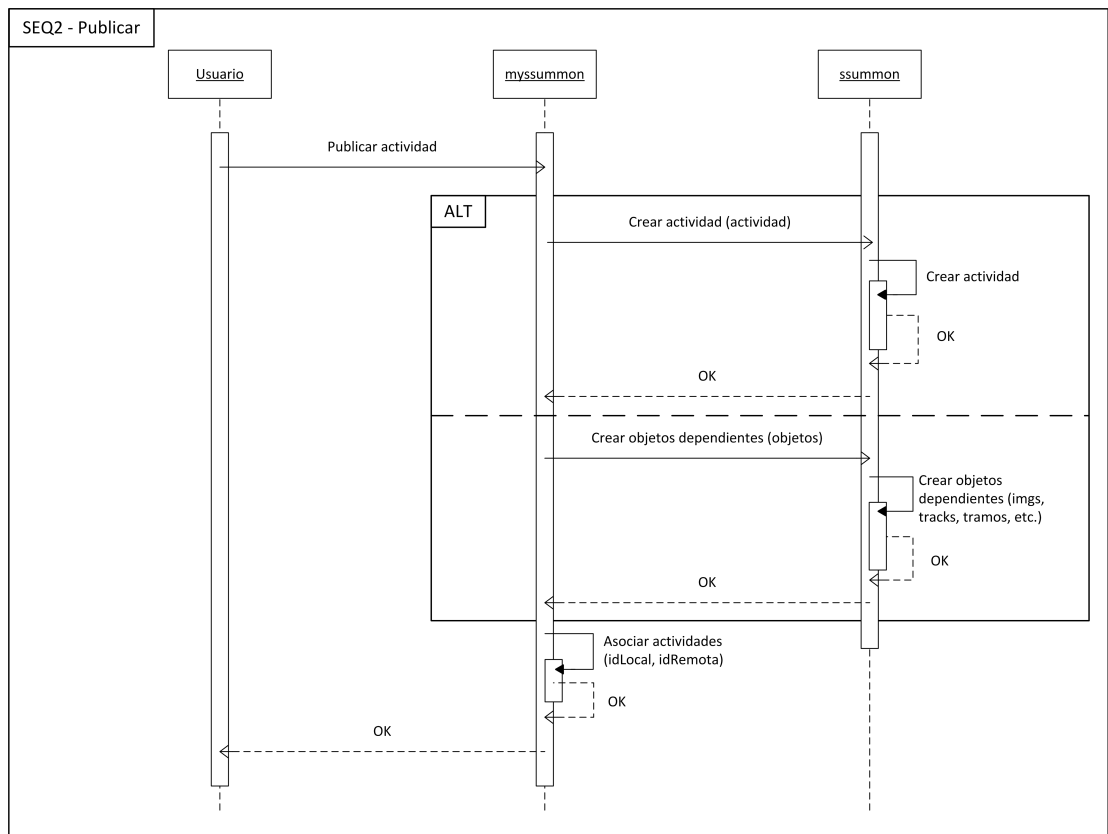 SEQ2 - Publicar
Usuario
myssummon
ssummon
Publicar actividad
ALT
Crear actividad (actividad)
Crear actividad
OK
OK
Crear objetos dependientes (objetos)
Crear objetos
dependientes (imgs,
tracks, tramos, etc.)
OK
OK
Asociar actividades
(idLocal, idRemota)
OK
OK